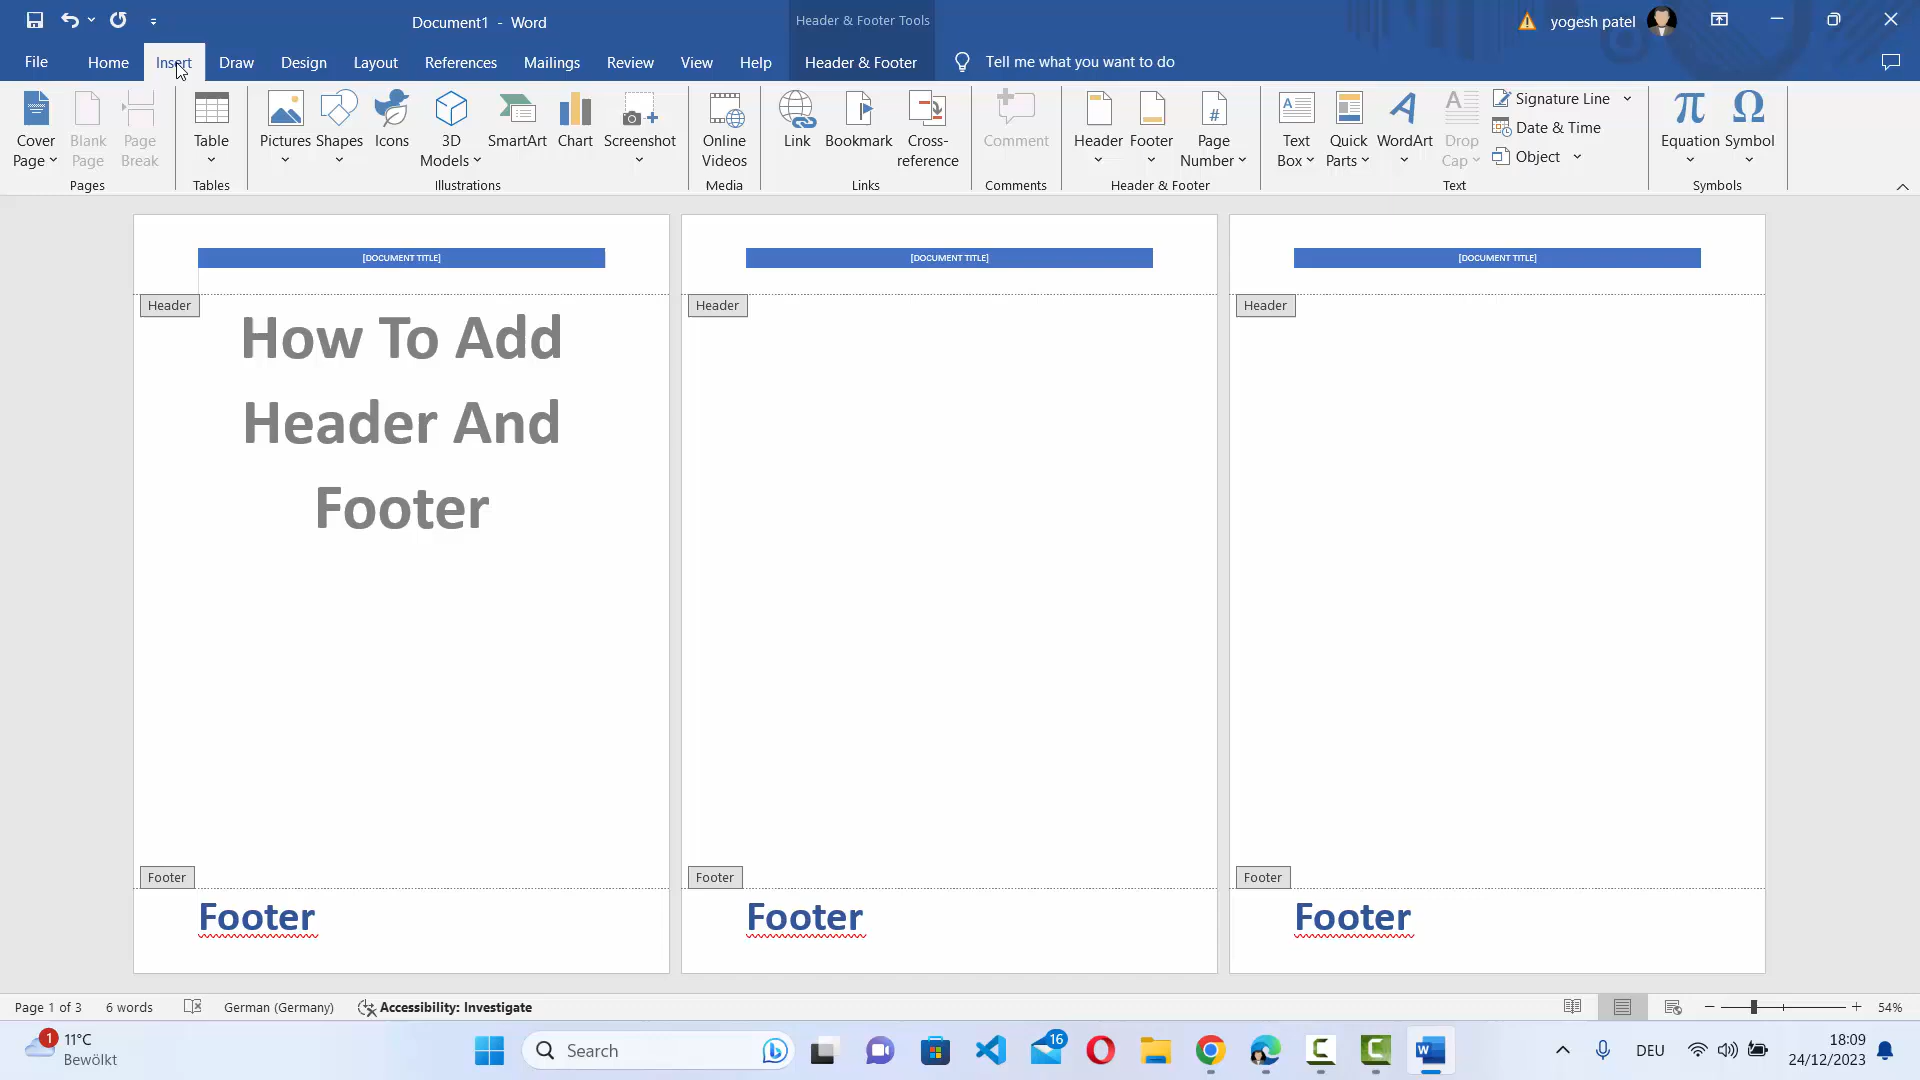 Document1 - Word
Header & Footer Tools
yogesh patel
File Home Insert Draw Design Layout References Mailings Review View Help Header & Footer Tell me what you want to do
Cover Page
Blank Page
Page Break
Pages
Table
Tables
Pictures
Shapes
Icons
3D Models
SmartArt
Chart
Screenshot
Illustrations
Online Videos
Media
Link
Bookmark
Cross-reference
Links
Comment
Comments
Header
Footer
Page Number
Header & Footer
Text Box
Quick Parts
WordArt
Drop Cap
Signature Line
Date & Time
Object
Text
Equation
Symbol
Symbols
[DOCUMENT TITLE] [DOCUMENT TITLE] [DOCUMENT TITLE]
Header Header Header
How To Add
Header And
Footer
Footer Footer Footer
Footer Footer Footer
Page 1 of 3 6 words German (Germany) Accessibility: Investigate 54%
1
11°C
Bewölkt
Search
16
DEU
18:09
24/12/2023